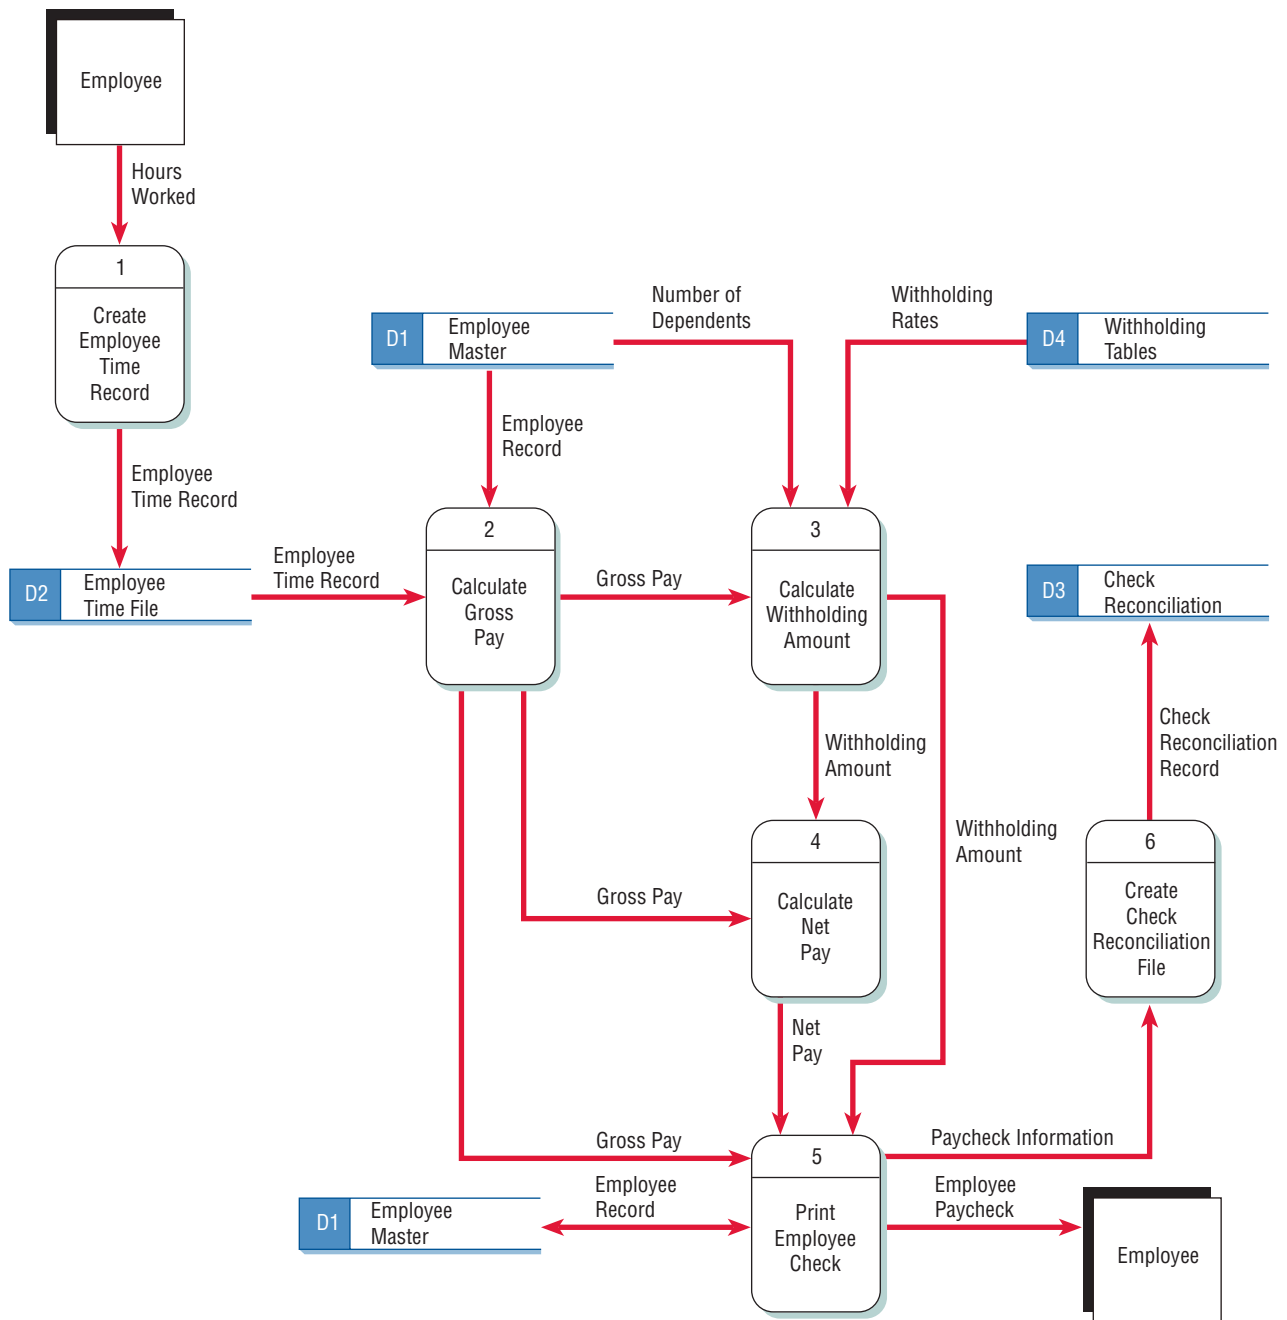 Employee
Hours
Worked
1
Create
Employee
Time
Record
Employee
Time Record
D2
Employee
Time File
Employee
Time Record
D1
Employee
Master
Number of
Dependents
Withholding
Rates
D4
Withholding
Tables
Employee
Record
2
Calculate
Gross
Pay
Gross Pay
3
Calculate
Withholding
Amount
D3
Check
Reconciliation
Withholding
Amount
Check
Reconciliation
Record
Gross Pay
4
Calculate
Net
Pay
Withholding
Amount
6
Create
Check
Reconciliation
File
Net
Pay
Gross Pay
5
Print
Employee
Check
Paycheck Information
D1
Employee
Master
Employee
Record
Employee
Paycheck
Employee